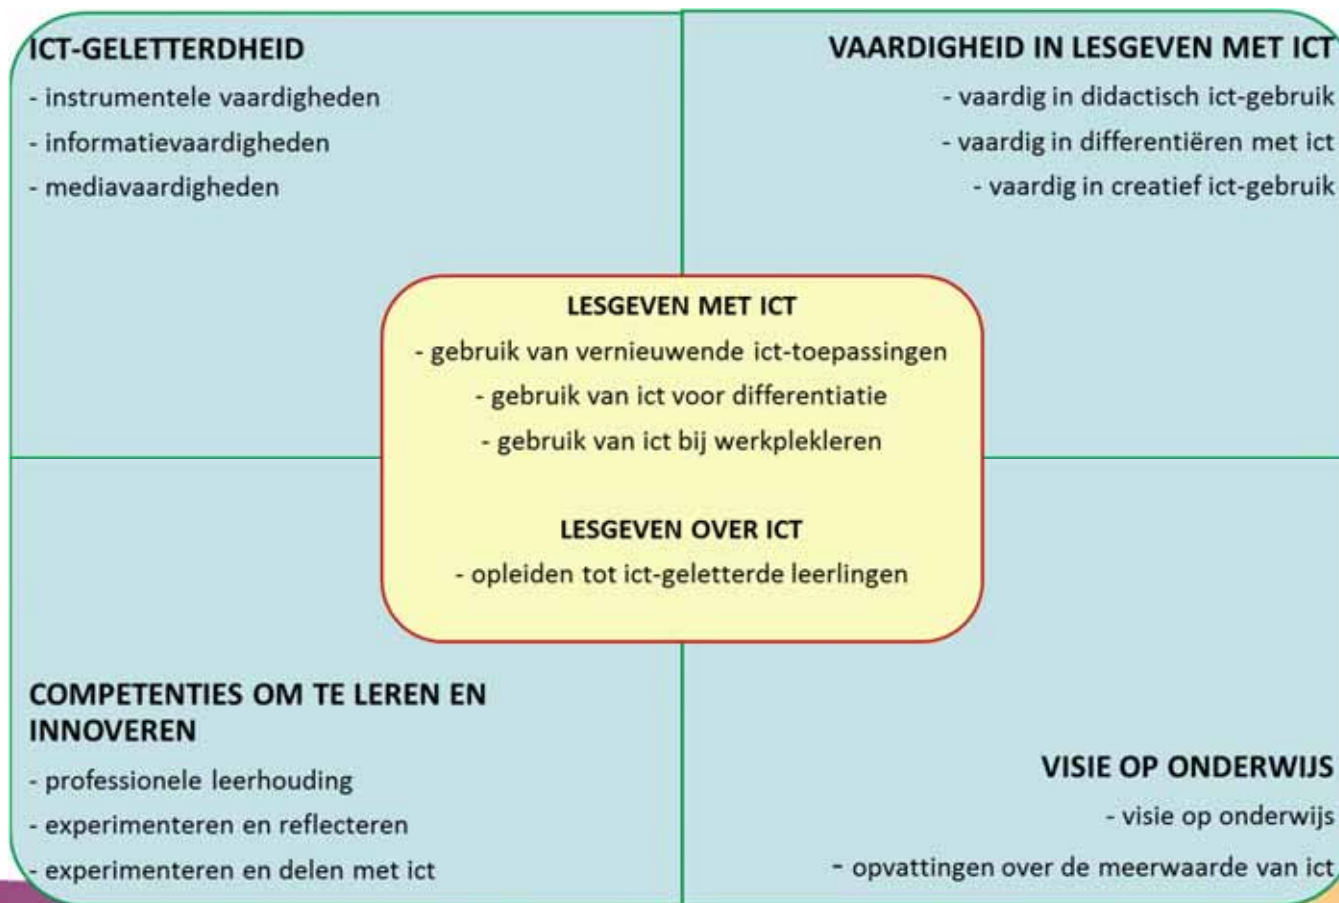 ICT-GELETTERDHEID
- instrumentele vaardigheden
- informatievaardigheden
- mediavaardigheden
VAARDIGHEID IN LESGEVEN MET ICT
- vaardig in didactisch ict-gebruik
- vaardig in differentiëren met ict
- vaardig in creatief ict-gebruik
LESGEVEN MET ICT
- gebruik van vernieuwende ict-toepassingen
- gebruik van ict voor differentiatie
- gebruik van ict bij werkplekleren
LESGEVEN OVER ICT
- opleiden tot ict-geletterde leerlingen
COMPETENTIES OM TE LEREN EN
INNOVEREN
- professionele leerhouding
- experimenteren en reflecteren
- experimenteren en delen met ict
VISIE OP ONDERWIJS
- visie op onderwijs
- opvattingen over de meerwaarde van ict